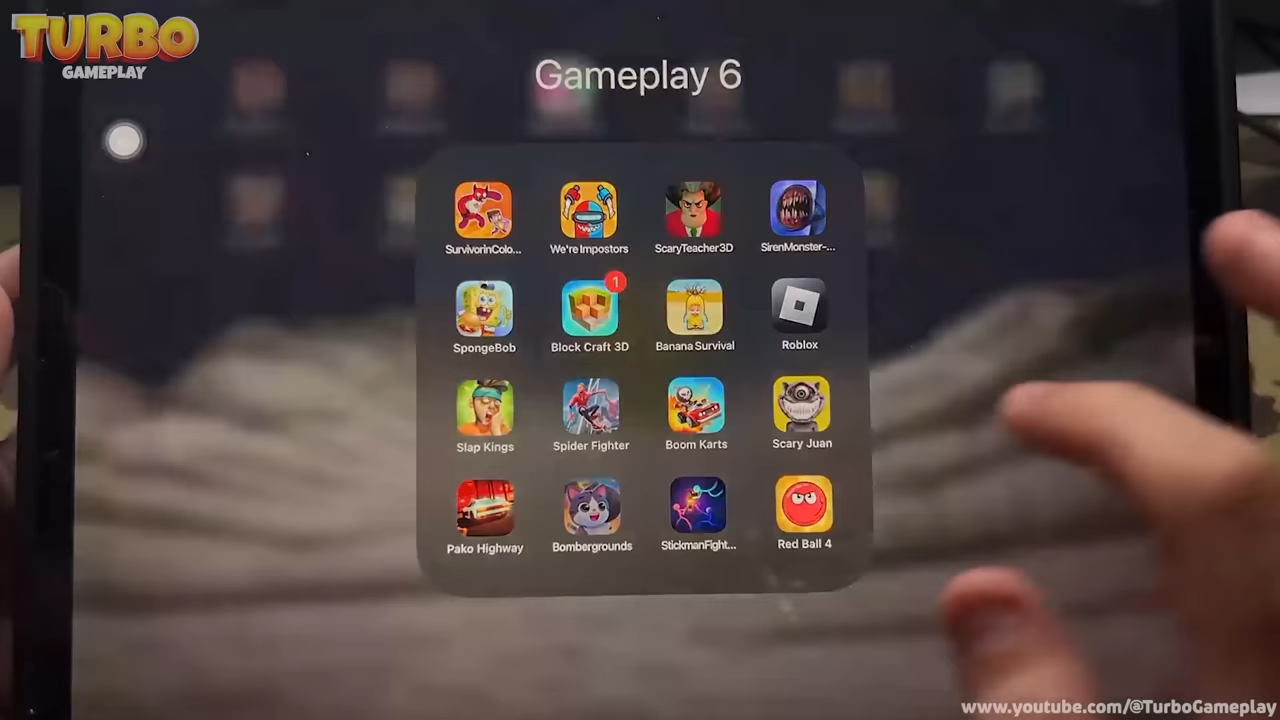 TURBO
GAMEPLAY
Gameplay 6
SurvivorinColo...
We're Impostors
ScaryTeacher3D
SirenMonster-...
SpongeBob
1
Block Craft 3D
Banana Survival
Roblox
Slap Kings
Spider Fighter
Boom Karts
Scary Juan
Pako Highway
Bombergrounds
StickmanFight...
Red Ball 4
www.youtube.com/@TurboGameplay